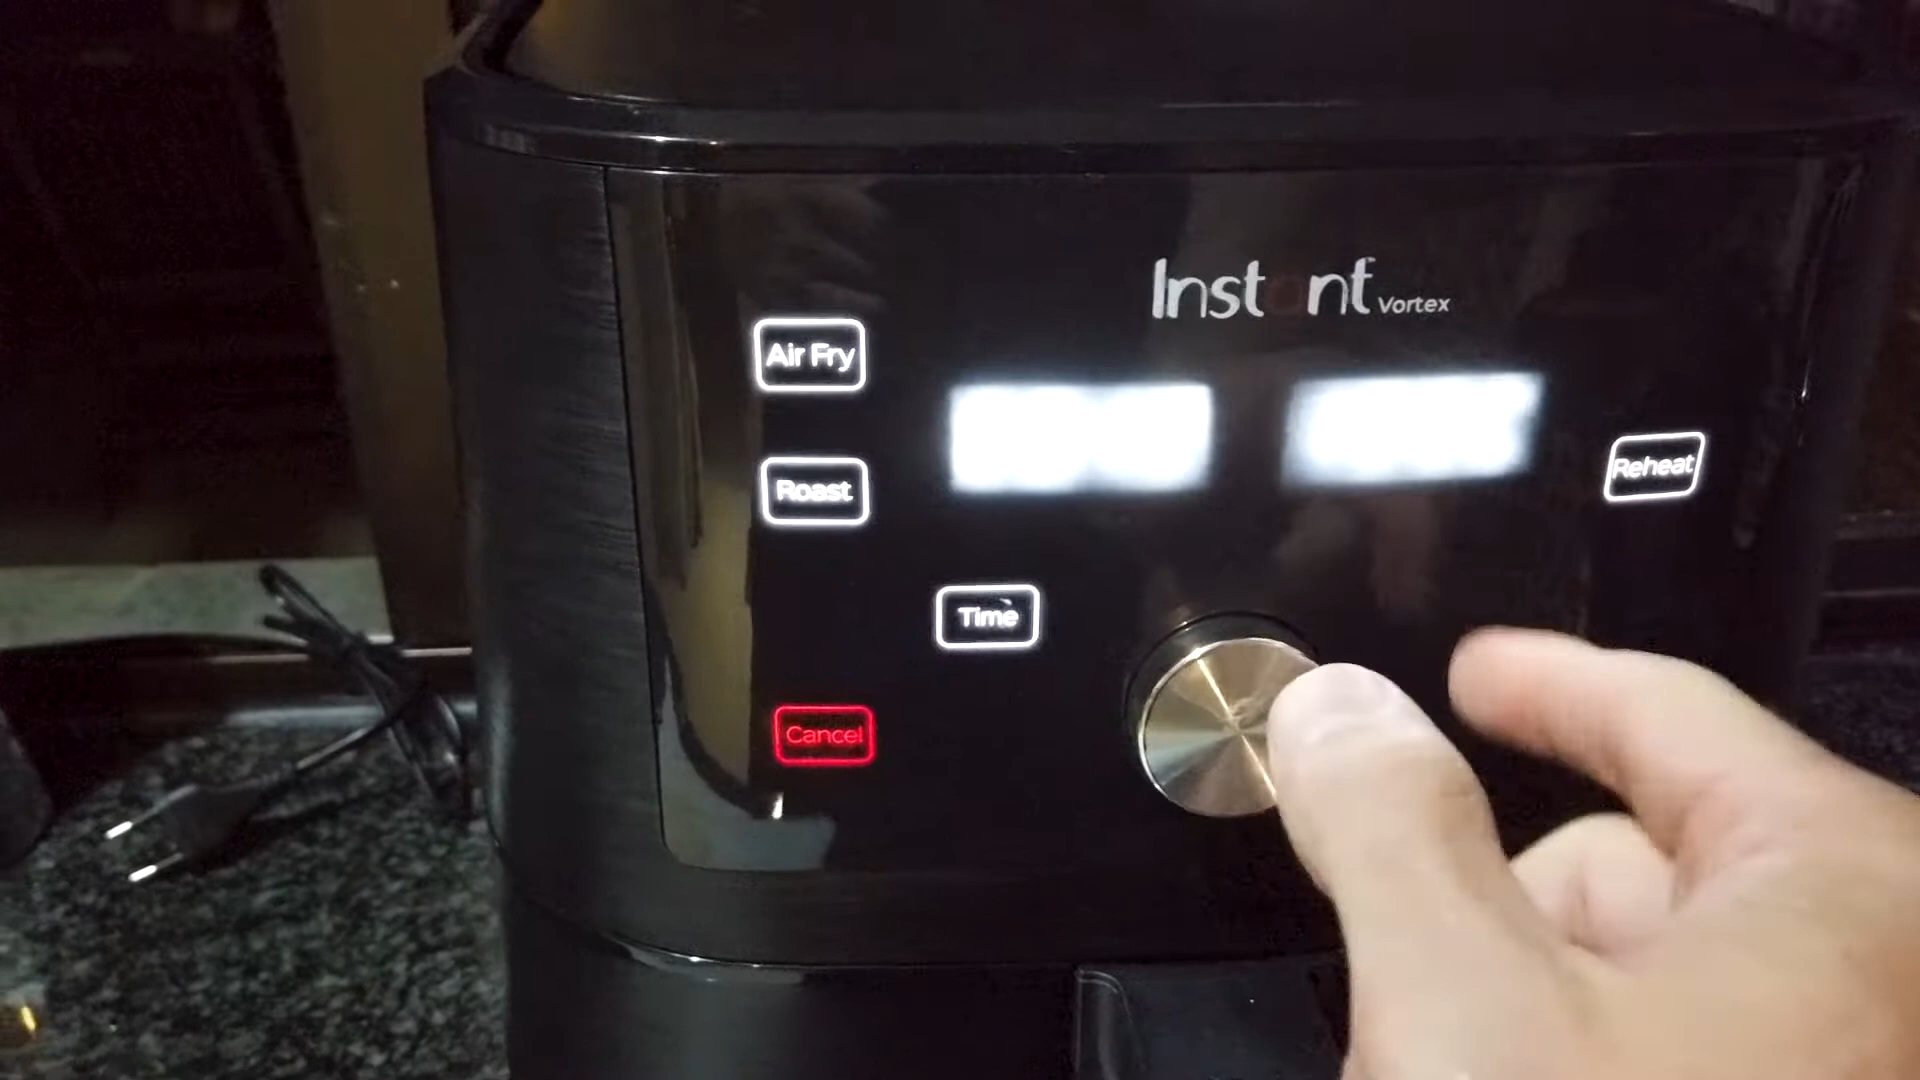 Instant Vortex
Air Fry
Roast
Reheat
Time
Cancel